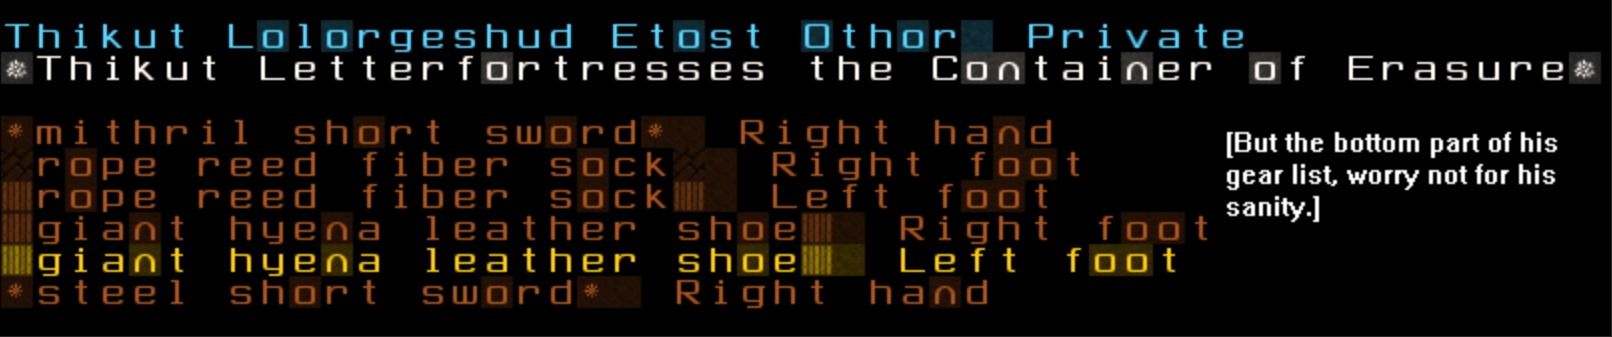 Thikut Lolorgeshud Etost Othor Private
*Thikut Letterfortresses the Container of Erasure*
*mithril short sword* Right hand
rope reed fiber sock Right foot
rope reed fiber sock Left foot
giant hyena leather shoe Right foot
giant hyena leather shoe Left foot
*steel short sword* Right hand
[But the bottom part of his
gear list, worry not for his
sanity.]